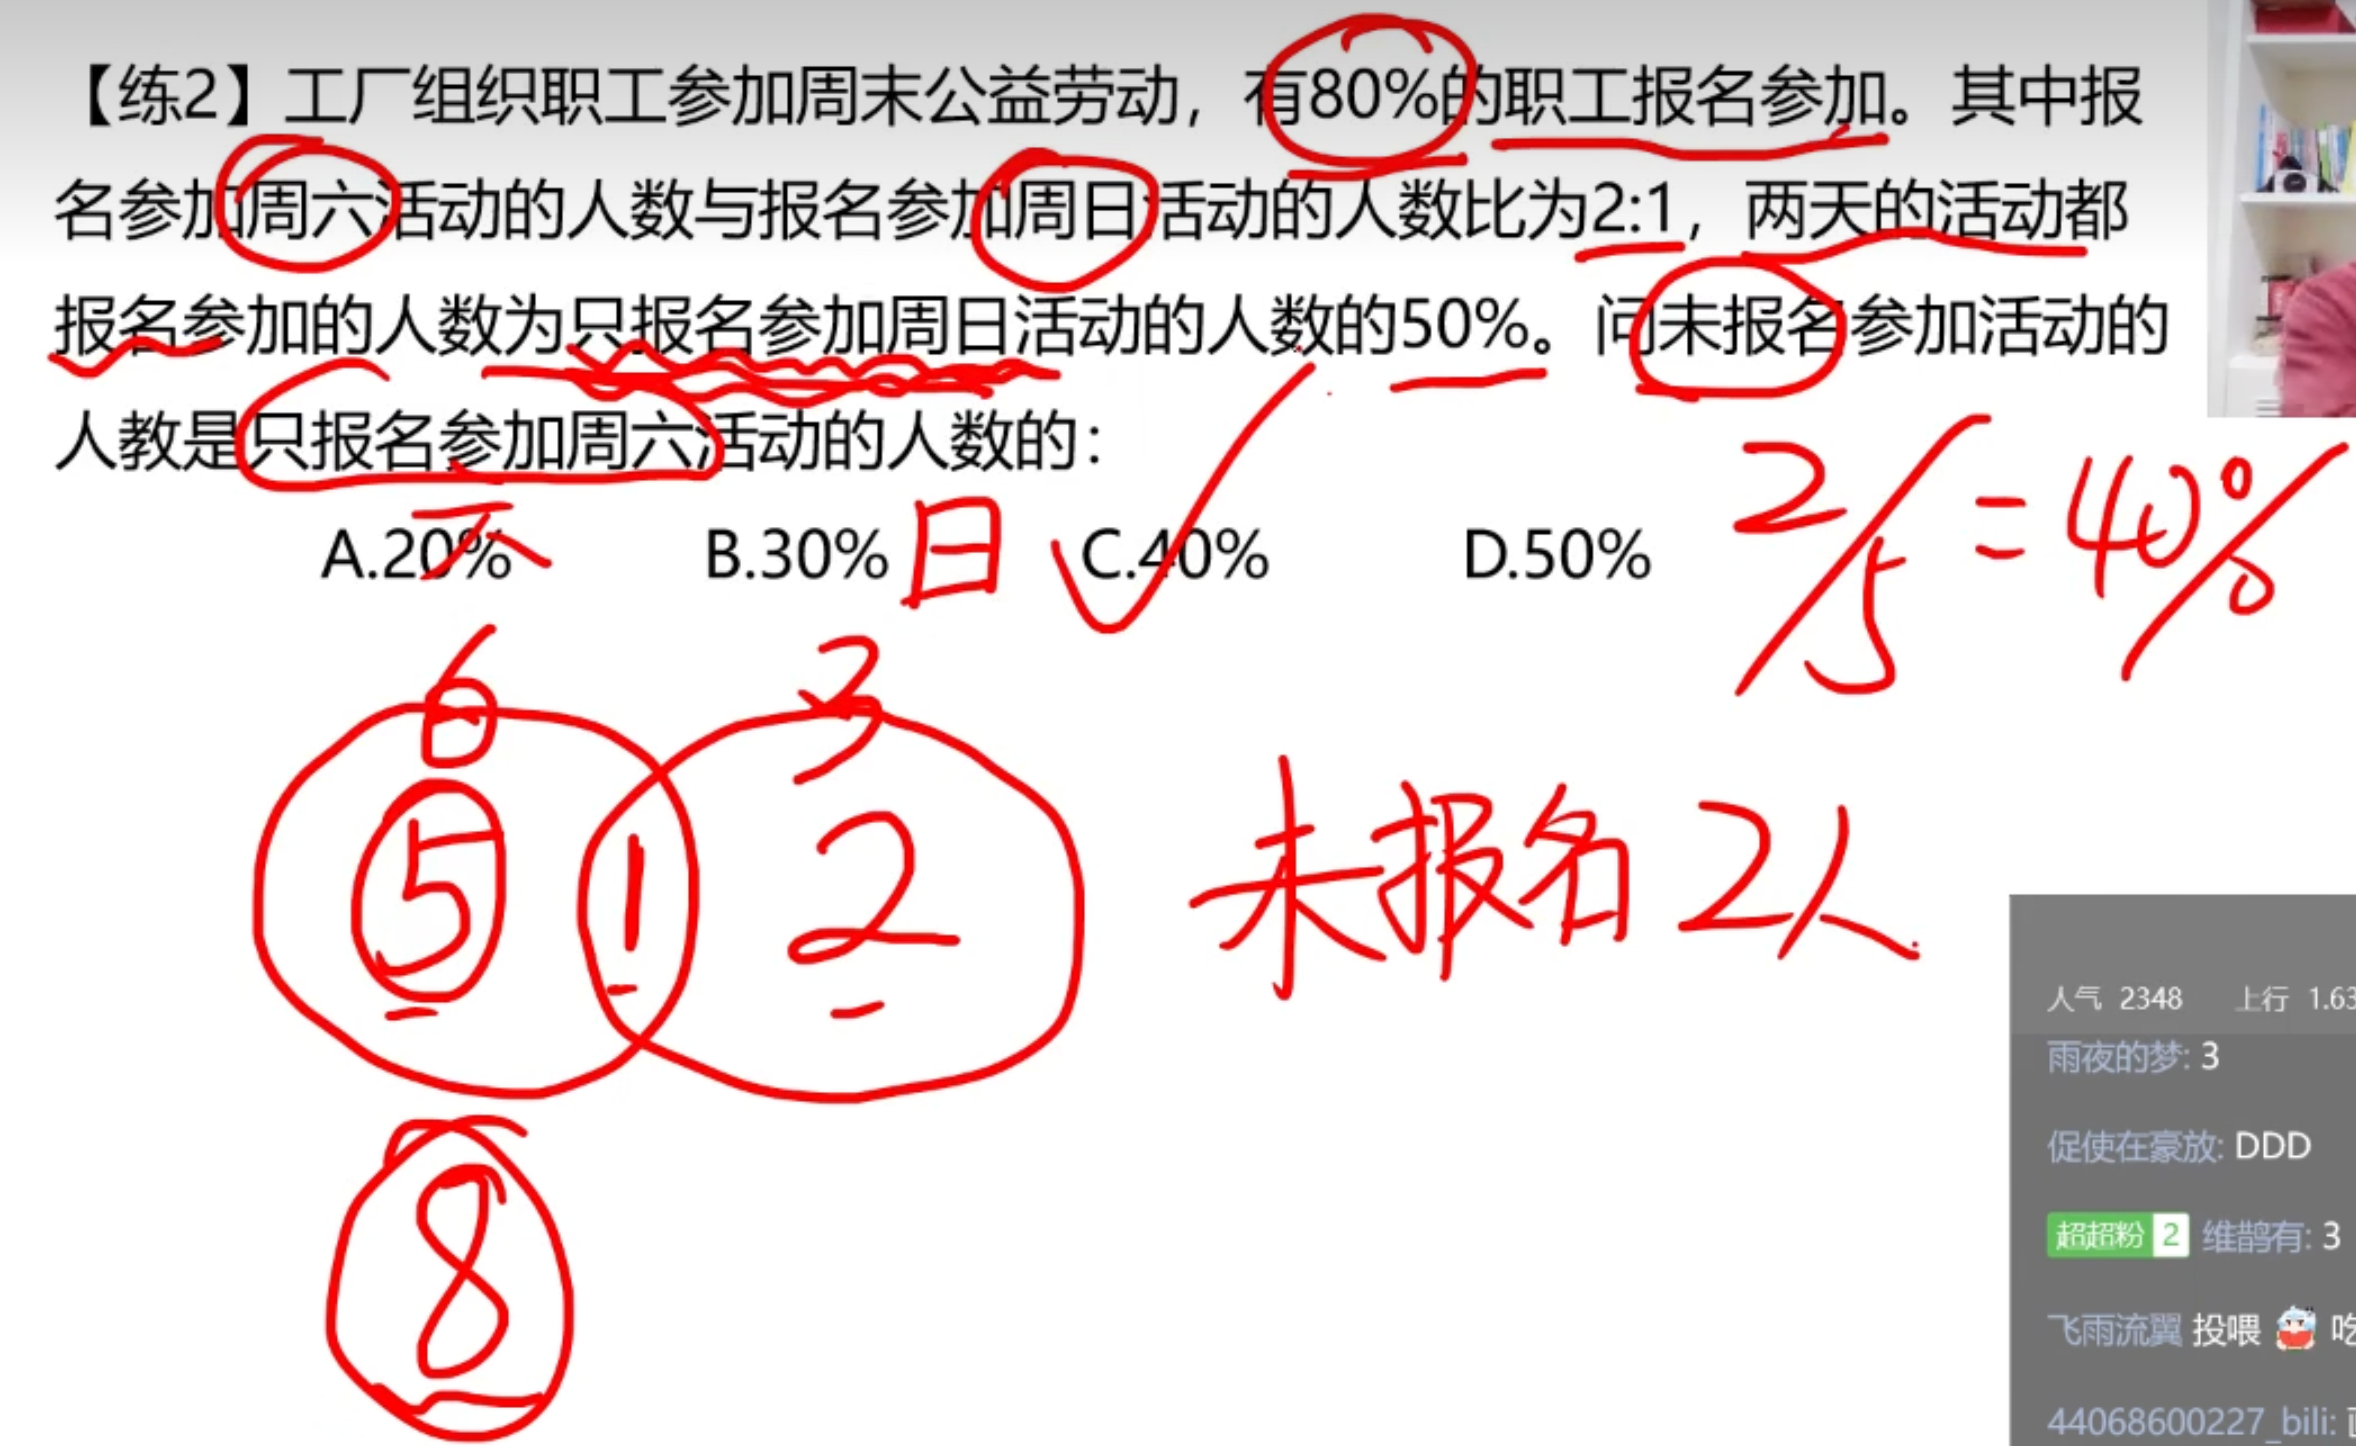 【练2】工厂组织职工参加周末公益劳动，有80%的职工报名参加。其中报
名参加周六活动的人数与报名参加周日活动的人数比为2:1，两天的活动都
报名参加的人数为只报名参加周日活动的人数的50%。问未报名参加活动的
人教是只报名参加周六活动的人数的：
A.20% B.30% C.40% D.50%
六 日
2/5=40%
6 3
5 1 2
未报名2人
8
人气 2348 上行 1.63
雨夜的梦: 3
促使在豪放: DDD
超超粉 2 维鹊有: 3
飞雨流翼 投喂 吃
44068600227_bili: